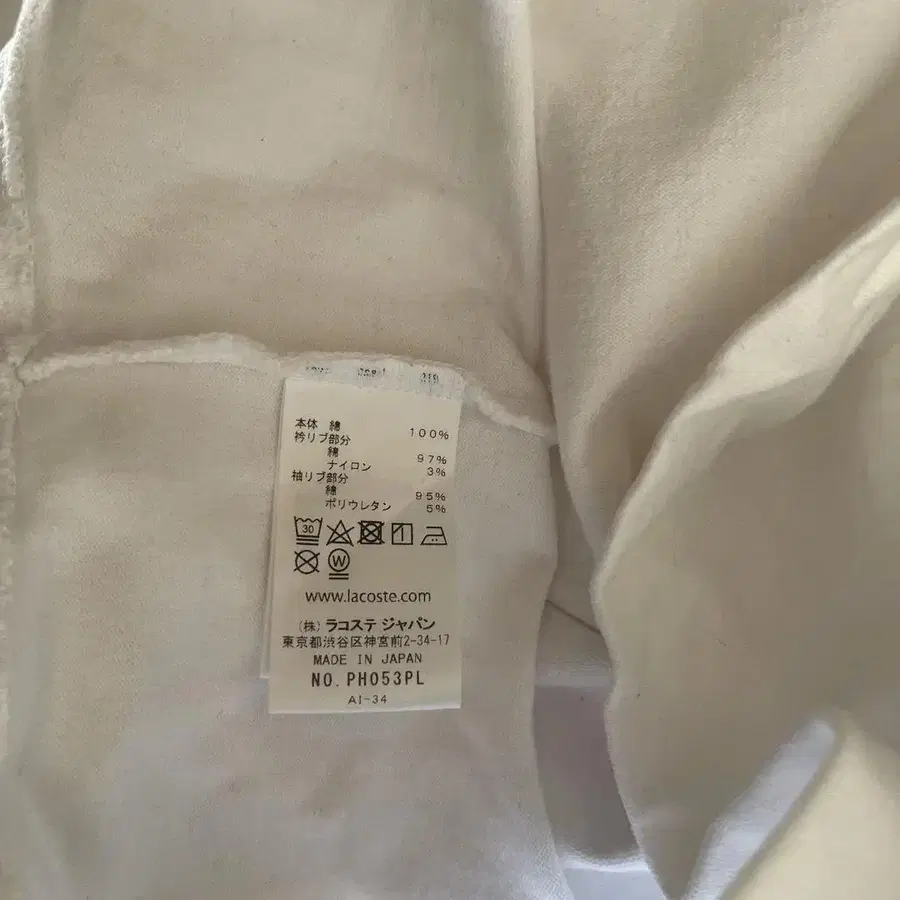 本体 綿 100%
衿リブ部分
綿 97%
ナイロン 3%
袖リブ部分
綿 95%
ポリウレタン 5%
30
W
www.lacoste.com
(株) ラコステ ジャパン
東京都渋谷区神宮前2-34-17
MADE IN JAPAN
NO. PH053PL
AI-34